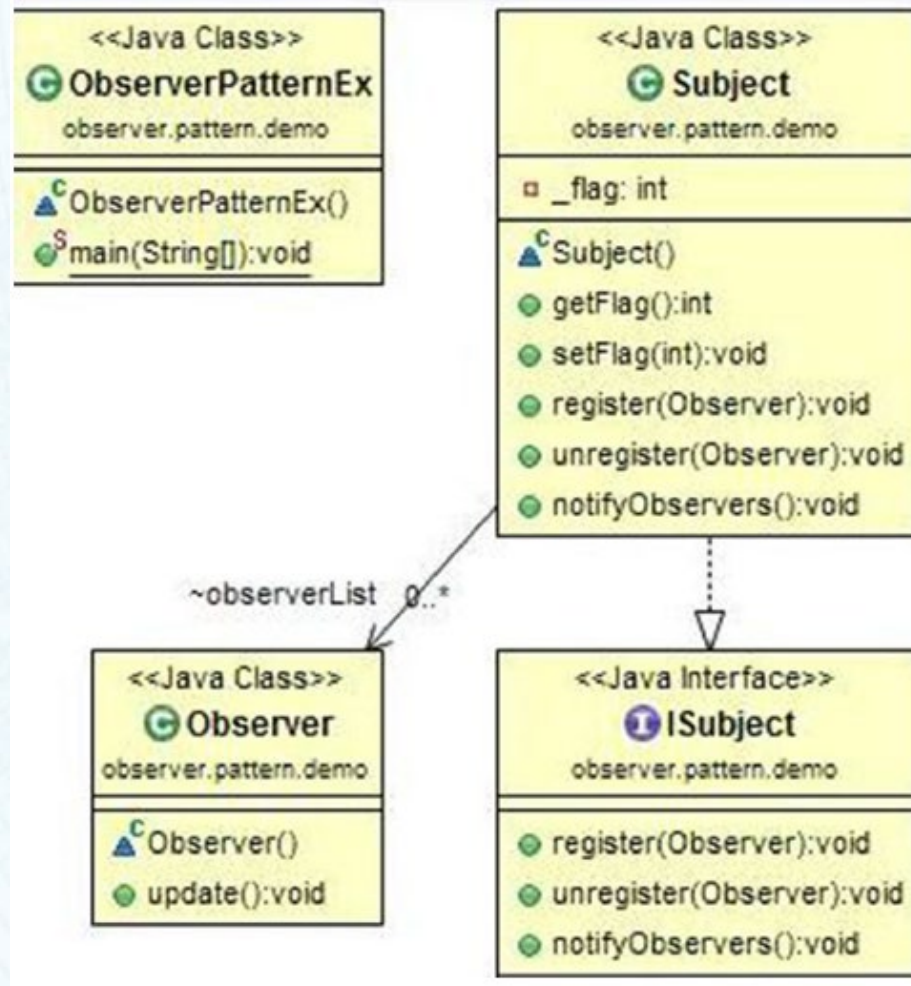 <<Java Class>>
ObserverPatternEx
observer.pattern.demo
ObserverPatternEx()
main(String[]):void
<<Java Class>>
Subject
observer.pattern.demo
_flag: int
Subject()
getFlag():int
setFlag(int):void
register(Observer):void
unregister(Observer):void
notifyObservers():void
~observerList 0..*
<<Java Class>>
Observer
observer.pattern.demo
Observer()
update():void
<<Java Interface>>
ISubject
observer.pattern.demo
register(Observer):void
unregister(Observer):void
notifyObservers():void